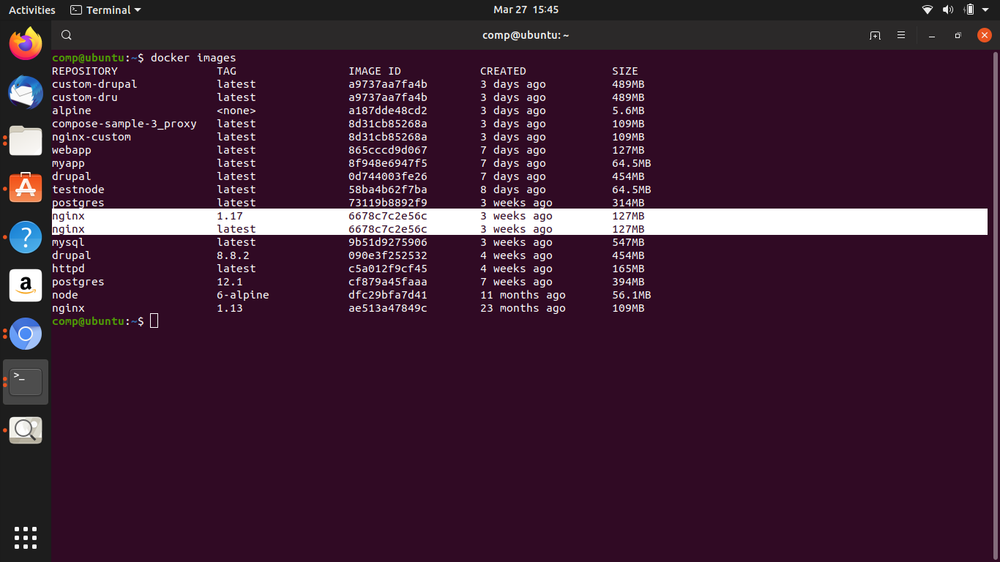 Activities Terminal Mar 27 15:45
comp@ubuntu: ~
comp@ubuntu:~$ docker images
REPOSITORY TAG IMAGE ID CREATED SIZE
custom-drupal latest a9737aa7fa4b 3 days ago 489MB
custom-dru latest a9737aa7fa4b 3 days ago 489MB
alpine <none> a187dde48cd2 3 days ago 5.6MB
compose-sample-3_proxy latest 8d31cb85268a 3 days ago 109MB
nginx-custom latest 8d31cb85268a 3 days ago 109MB
webapp latest 865cccd9d067 7 days ago 127MB
myapp latest 8f948e6947f5 7 days ago 64.5MB
drupal latest 0d744003fe26 7 days ago 454MB
testnode latest 58ba4b62f7ba 8 days ago 64.5MB
postgres latest 73119b8892f9 3 weeks ago 314MB
nginx 1.17 6678c7c2e56c 3 weeks ago 127MB
nginx latest 6678c7c2e56c 3 weeks ago 127MB
mysql latest 9b51d9275906 3 weeks ago 547MB
drupal 8.8.2 090e3f252532 4 weeks ago 454MB
httpd latest c5a012f9cf45 4 weeks ago 165MB
postgres 12.1 cf879a45faaa 7 weeks ago 394MB
node 6-alpine dfc29bfa7d41 11 months ago 56.1MB
nginx 1.13 ae513a47849c 23 months ago 109MB
comp@ubuntu:~$